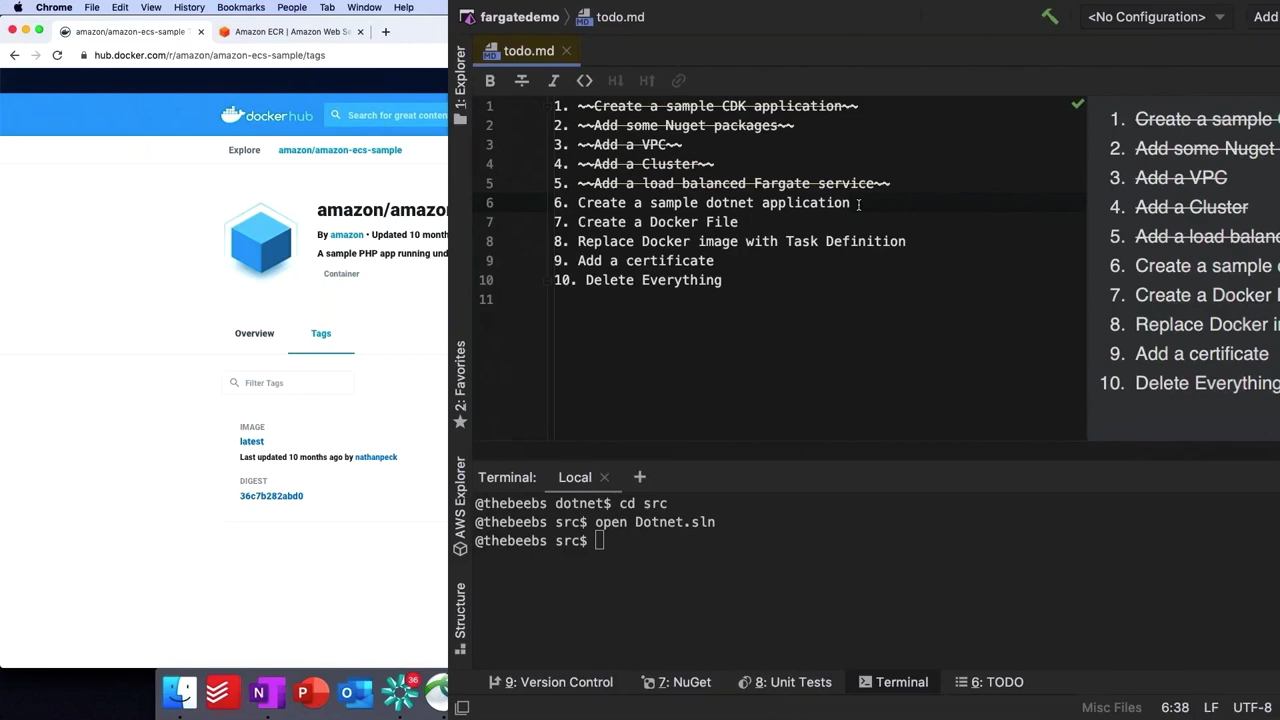 Chrome File Edit View History Bookmarks People Tab Window Help
amazon/amazon-ecs-sample
Amazon ECR | Amazon Web Se
hub.docker.com/r/amazon/amazon-ecs-sample/tags
docker hub
Search for great conten
Explore amazon/amazon-ecs-sample
amazon/amazo
By amazon • Updated 10 month
A sample PHP app running und
Container
Overview Tags
Filter Tags
IMAGE
latest
Last updated 10 months ago by nathanpeck
DIGEST
36c7b282abd0
36
fargatedemo todo.md
<No Configuration>
Add
todo.md
B
1: Explorer
2: Favorites
AWS Explorer
Structure
1 1. ~~Create a sample CDK application~~
2 2. ~~Add some Nuget packages~~
3 3. ~~Add a VPC~~
4 4. ~~Add a Cluster~~
5 5. ~~Add a load balanced Fargate service~~
6 6. Create a sample dotnet application
7 7. Create a Docker File
8 8. Replace Docker image with Task Definition
9 9. Add a certificate
10 10. Delete Everything
11
1. Create a sample
2. Add some Nuget
3. Add a VPC
4. Add a Cluster
5. Add a load balanc
6. Create a sample
7. Create a Docker
8. Replace Docker i
9. Add a certificate
10. Delete Everything
Terminal: Local
@thebeebs dotnet$ cd src
@thebeebs src$ open Dotnet.sln
@thebeebs src$
9: Version Control 7: NuGet 8: Unit Tests Terminal 6: TODO
Misc Files 6:38 LF UTF-8